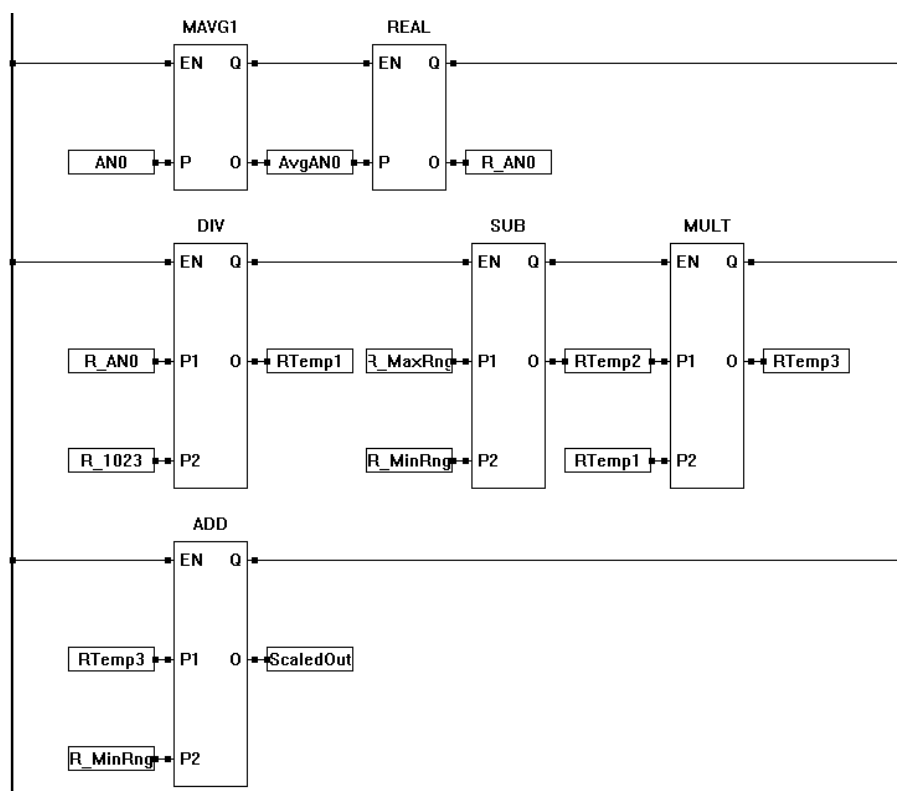 MAVG1 REAL
EN Q EN Q
AN0 P O AvgAN0 P O R_AN0
DIV SUB MULT
EN Q EN Q EN Q
R_AN0 P1 O RTemp1 R_MaxRng P1 O RTemp2 P1 O RTemp3
R_1023 P2 R_MinRng P2 RTemp1 P2
ADD
EN Q
RTemp3 P1 O ScaledOut
R_MinRng P2